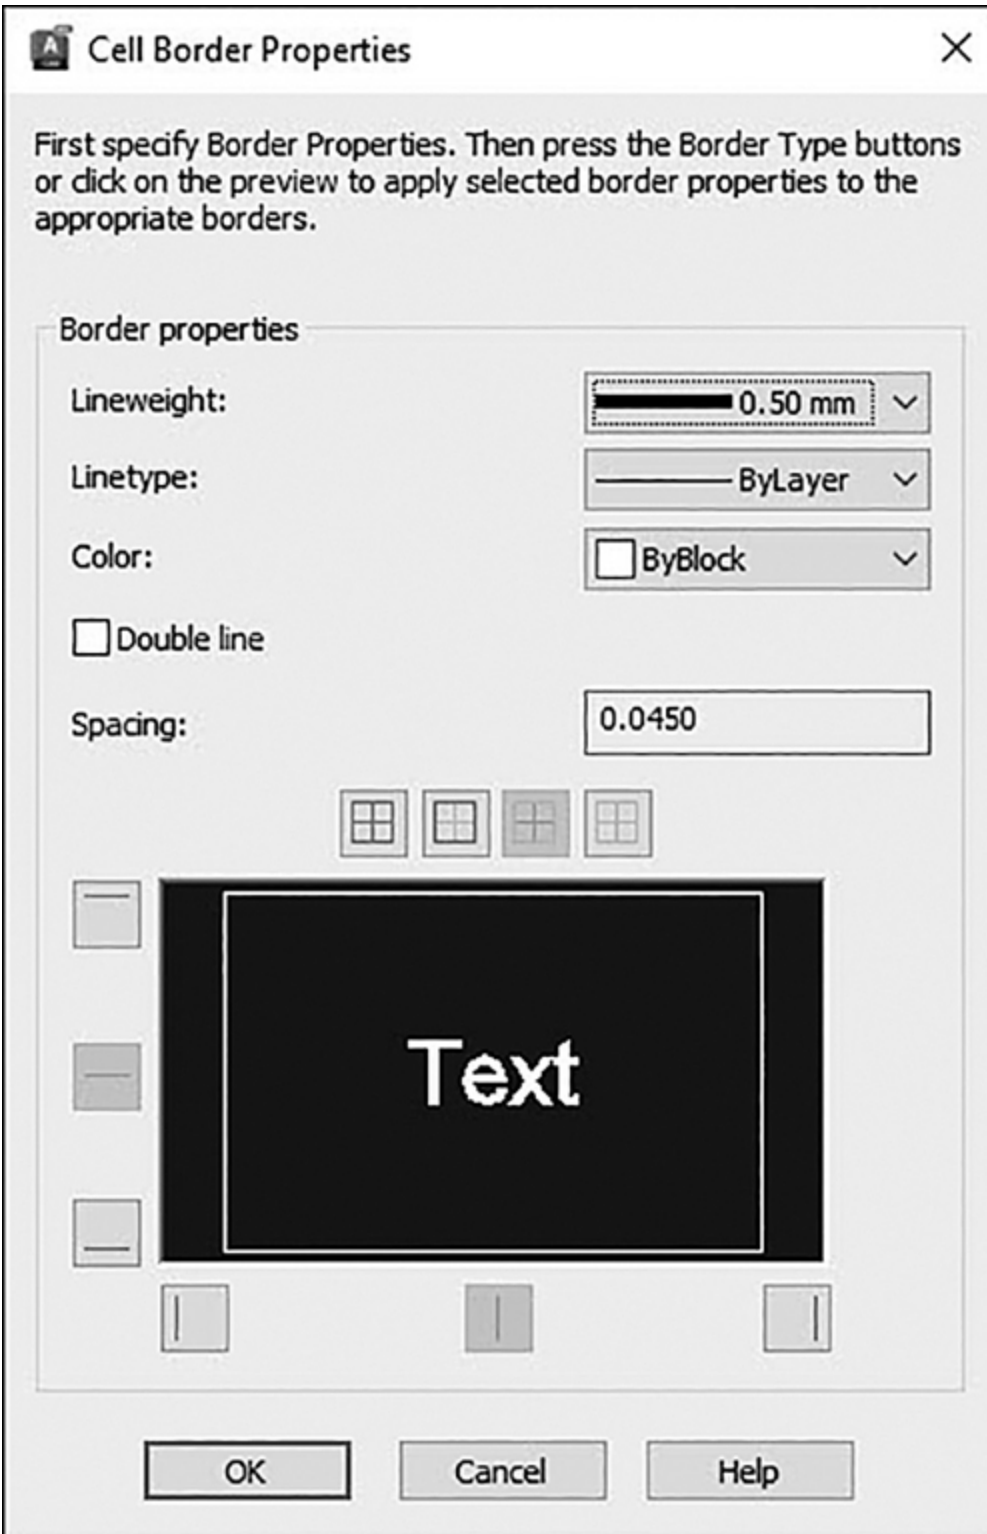 Cell Border Properties
First specify Border Properties. Then press the Border Type buttons
or click on the preview to apply selected border properties to the
appropriate borders.
Border properties
Lineweight:
0.50 mm
Linetype:
ByLayer
Color:
ByBlock
Double line
Spacing:
0.0450
Text
OK
Cancel
Help